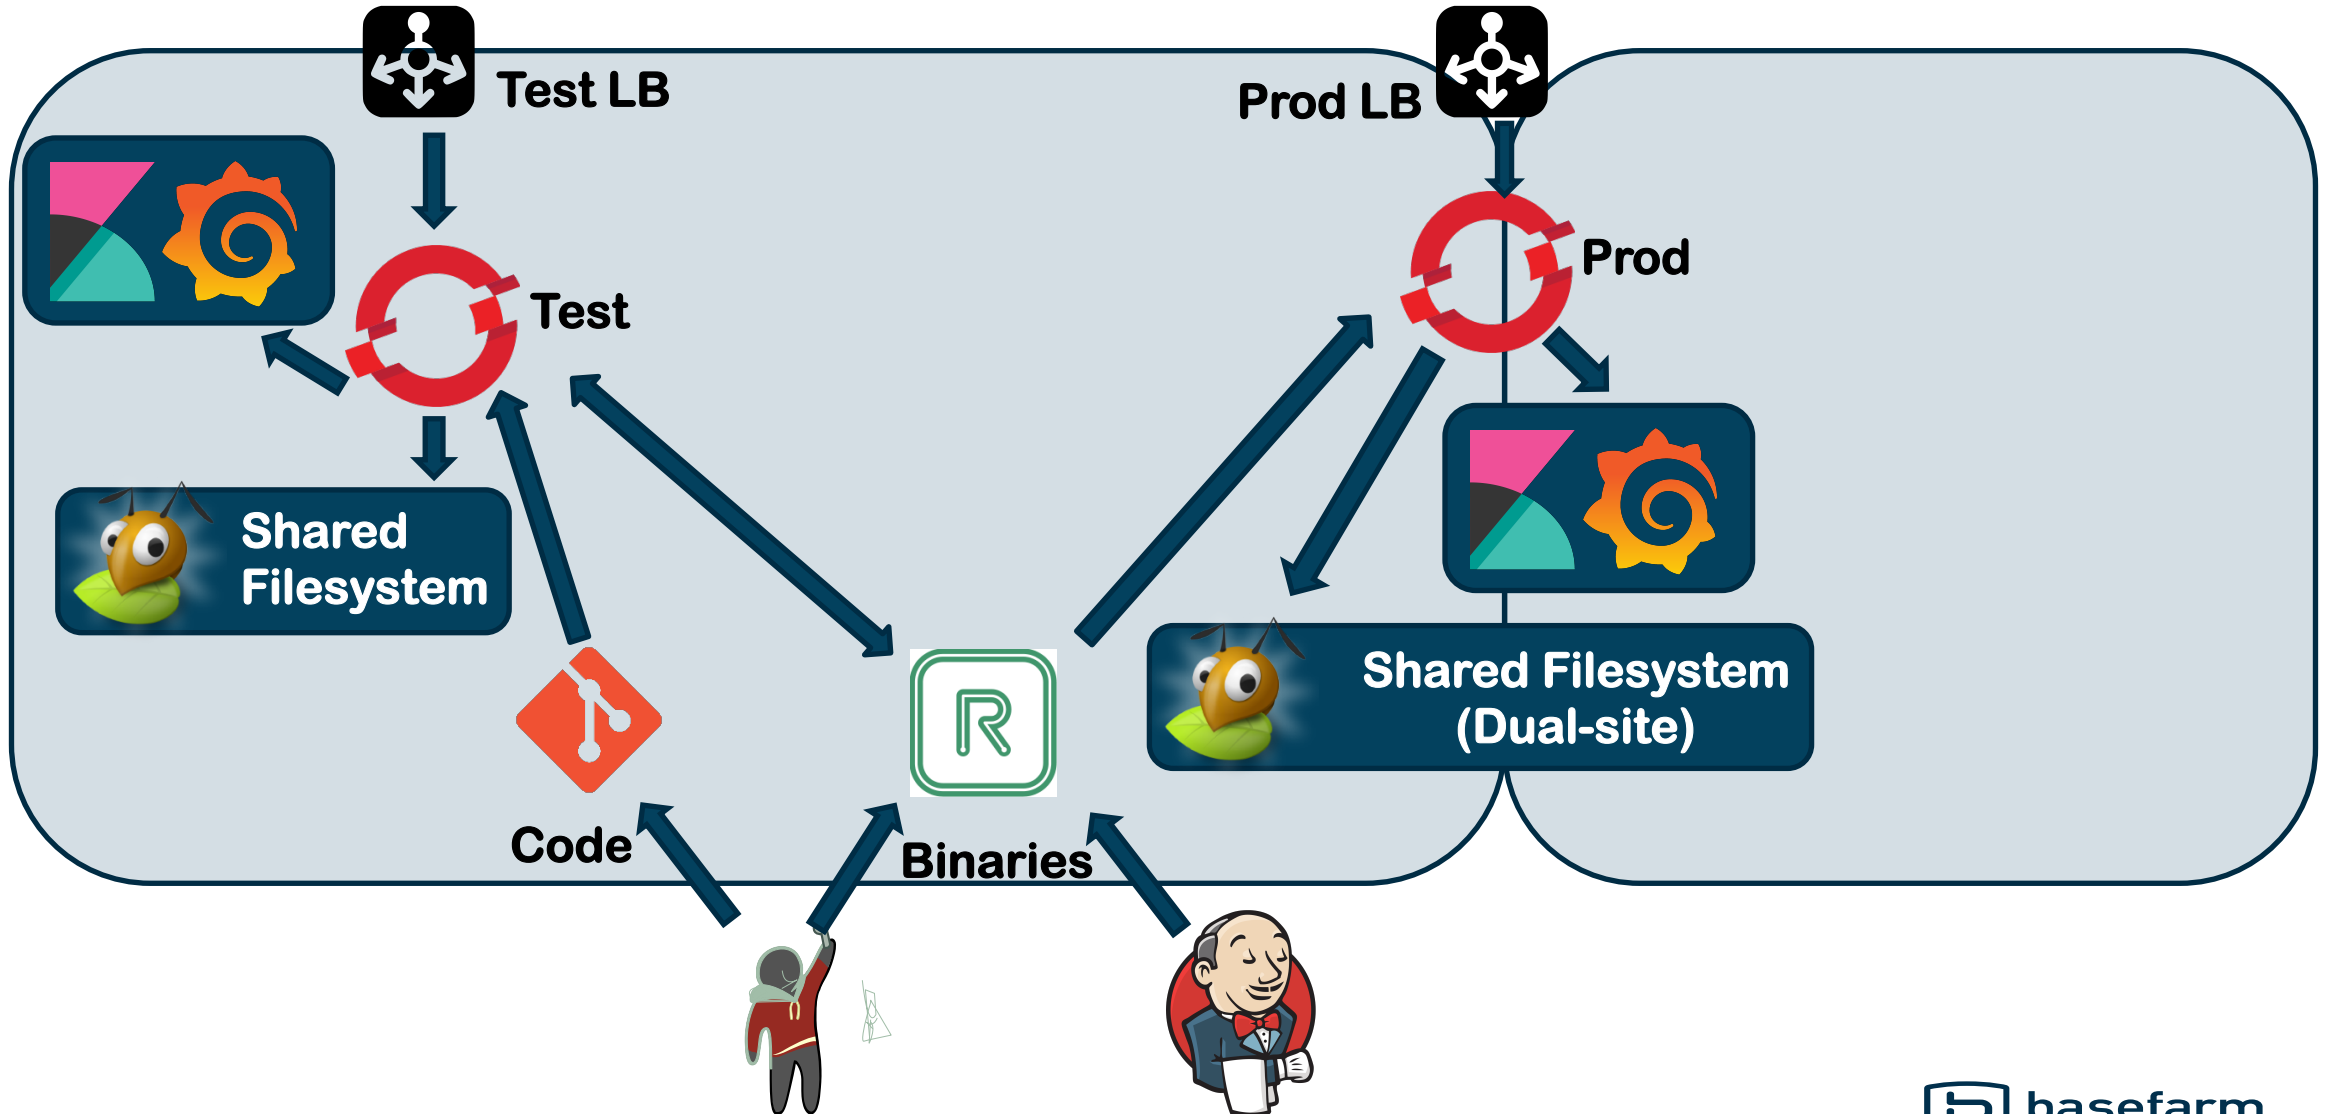 Test LB
Prod LB
Prod
Test
Shared
Filesystem
Shared Filesystem
(Dual-site)
R
Code
Binaries
basefarm